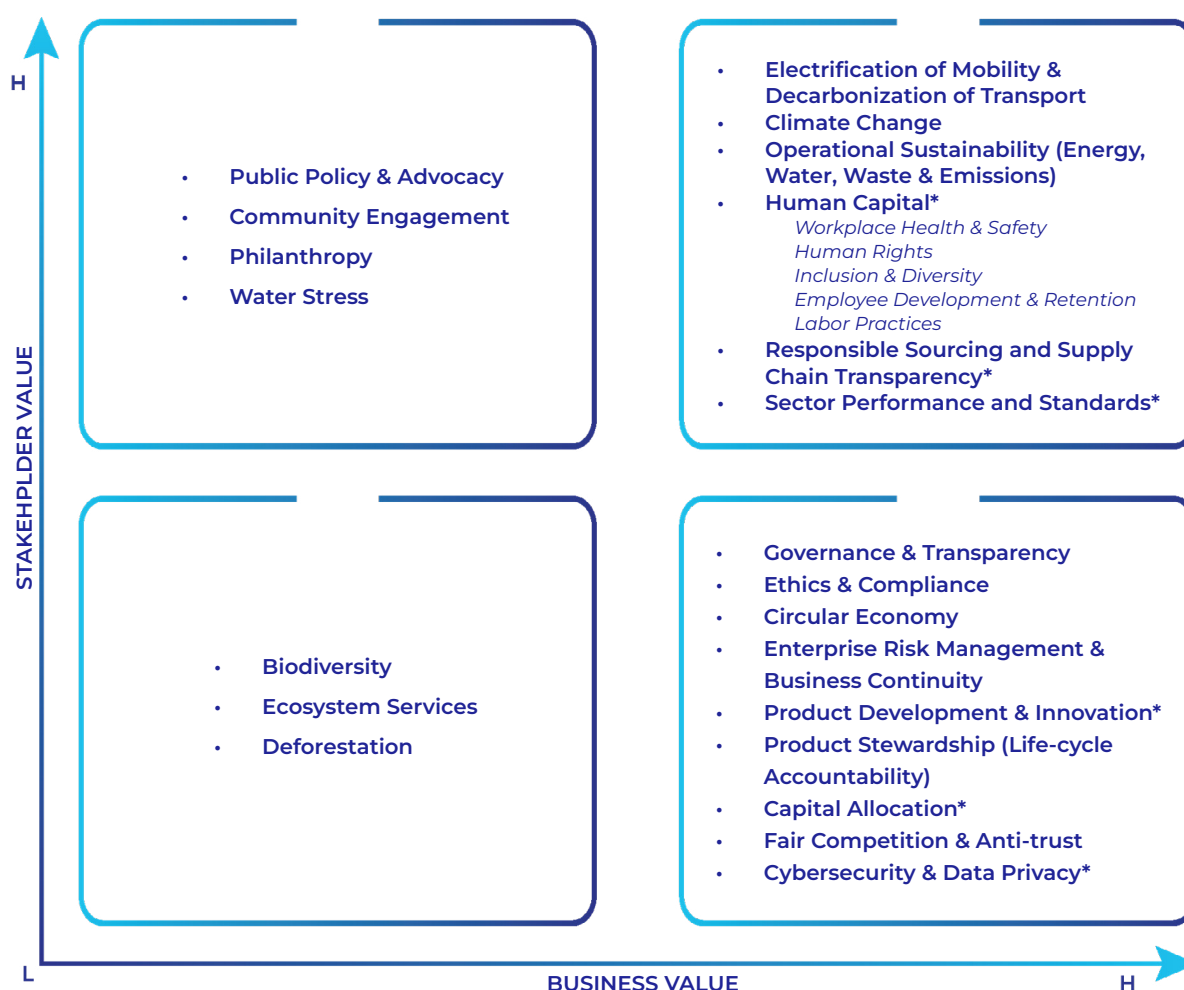 H
STAKEHPLDER VALUE
• Public Policy & Advocacy
• Community Engagement
• Philanthropy
• Water Stress
• Electrification of Mobility &
Decarbonization of Transport
• Climate Change
• Operational Sustainability (Energy,
Water, Waste & Emissions)
• Human Capital*
Workplace Health & Safety
Human Rights
Inclusion & Diversity
Employee Development & Retention
Labor Practices
• Responsible Sourcing and Supply
Chain Transparency*
• Sector Performance and Standards*
• Biodiversity
• Ecosystem Services
• Deforestation
• Governance & Transparency
• Ethics & Compliance
• Circular Economy
• Enterprise Risk Management &
Business Continuity
• Product Development & Innovation*
• Product Stewardship (Life-cycle
Accountability)
• Capital Allocation*
• Fair Competition & Anti-trust
• Cybersecurity & Data Privacy*
L
BUSINESS VALUE
H